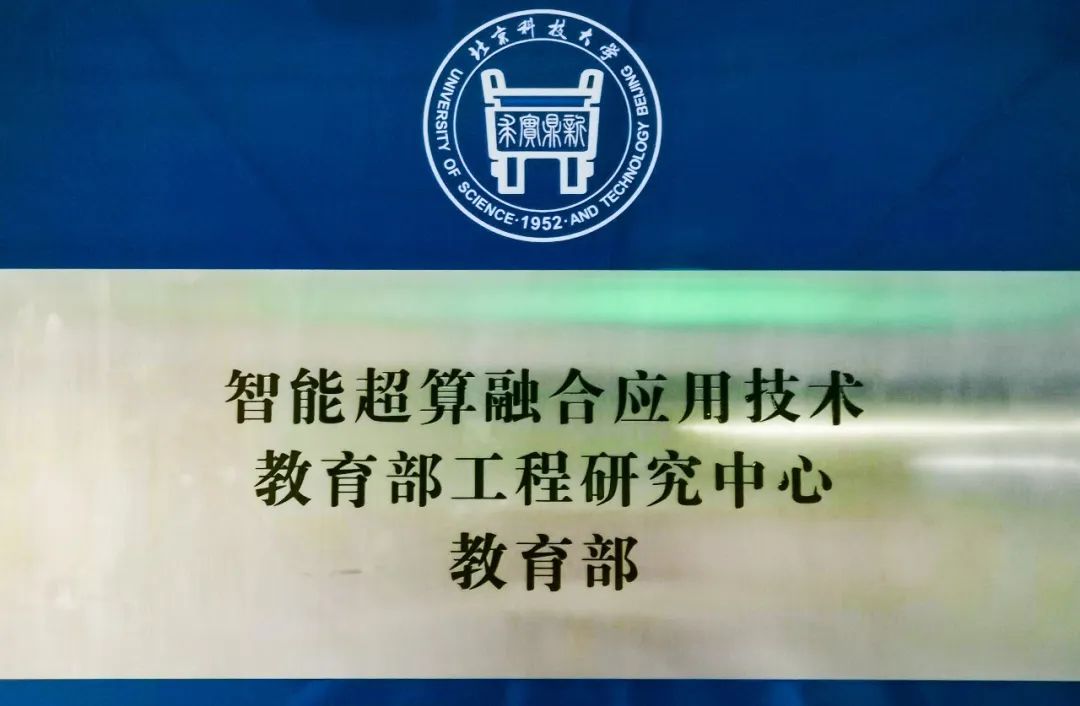 北京科技大学
UNIVERSITY OF SCIENCE·1952·AND TECHNOLOGY BEIJING
求實鼎新
智能超算融合应用技术
教育部工程研究中心
教育部